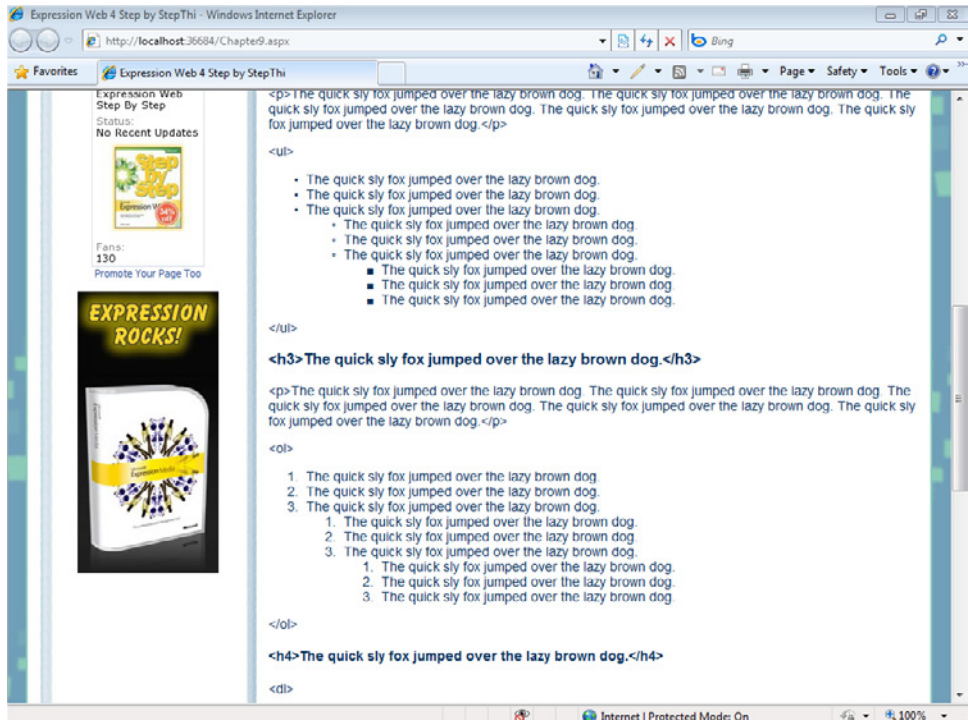 Expression Web 4 Step by StepThi - Windows Internet Explorer
http://localhost:36684/Chapter9.aspx
Bing
Favorites
Expression Web 4 Step by StepThi
Page
Safety
Tools
Expression Web
Step By Step
Status:
No Recent Updates
Step
by
Step
Fans:
130
Promote Your Page Too
EXPRESSION
ROCKS!
<p>The quick sly fox jumped over the lazy brown dog. The quick sly fox jumped over the lazy brown dog. The
quick sly fox jumped over the lazy brown dog. The quick sly fox jumped over the lazy brown dog. The quick sly
fox jumped over the lazy brown dog.</p>
<ul>
• The quick sly fox jumped over the lazy brown dog.
• The quick sly fox jumped over the lazy brown dog.
• The quick sly fox jumped over the lazy brown dog.
◦ The quick sly fox jumped over the lazy brown dog.
◦ The quick sly fox jumped over the lazy brown dog.
◦ The quick sly fox jumped over the lazy brown dog.
▪ The quick sly fox jumped over the lazy brown dog.
▪ The quick sly fox jumped over the lazy brown dog.
▪ The quick sly fox jumped over the lazy brown dog.
</ul>
<h3>The quick sly fox jumped over the lazy brown dog.</h3>
<p>The quick sly fox jumped over the lazy brown dog. The quick sly fox jumped over the lazy brown dog. The
quick sly fox jumped over the lazy brown dog. The quick sly fox jumped over the lazy brown dog. The quick sly
fox jumped over the lazy brown dog.</p>
<ol>
1. The quick sly fox jumped over the lazy brown dog.
2. The quick sly fox jumped over the lazy brown dog.
3. The quick sly fox jumped over the lazy brown dog.
1. The quick sly fox jumped over the lazy brown dog.
2. The quick sly fox jumped over the lazy brown dog.
3. The quick sly fox jumped over the lazy brown dog.
1. The quick sly fox jumped over the lazy brown dog.
2. The quick sly fox jumped over the lazy brown dog.
3. The quick sly fox jumped over the lazy brown dog.
</ol>
<h4>The quick sly fox jumped over the lazy brown dog.</h4>
<dl>
Internet | Protected Mode: On
100%